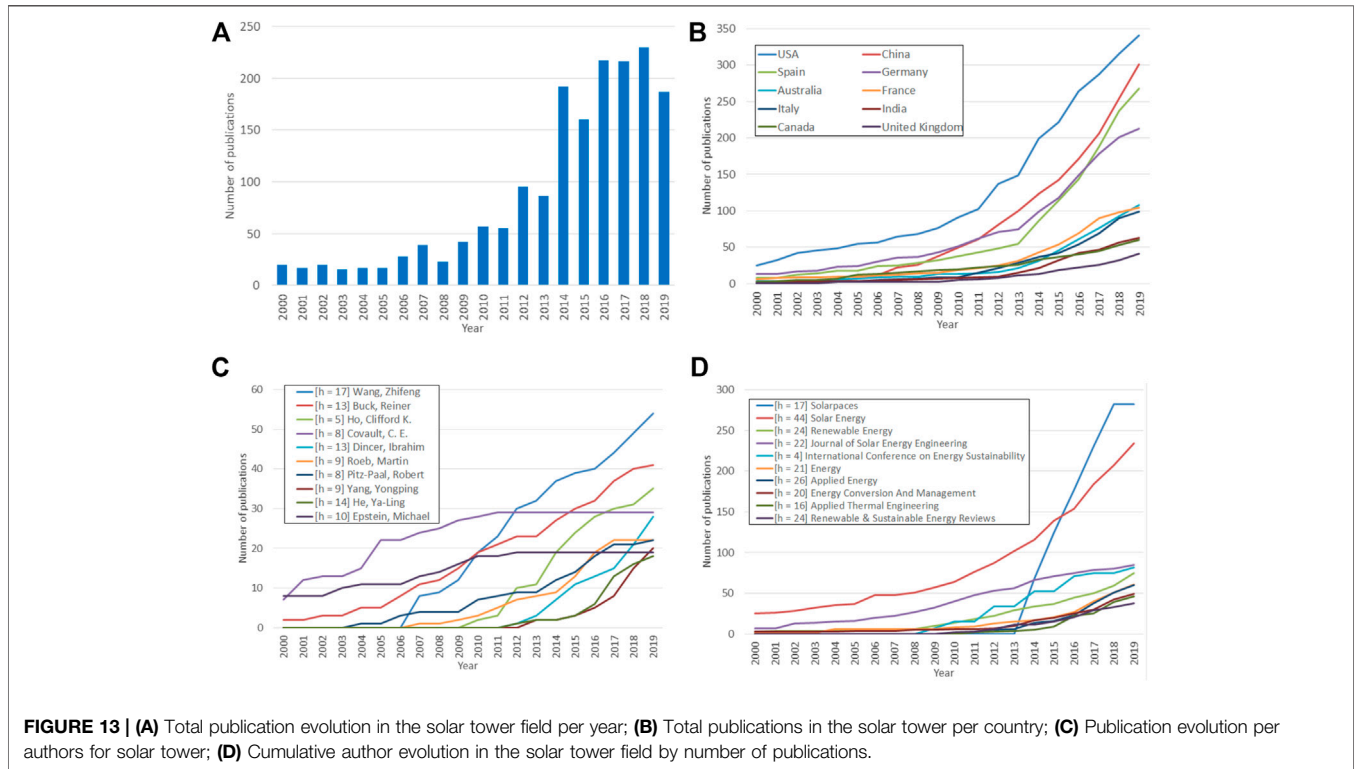 A
Number of publications
250
200
150
100
50
0
2000
2001
2002
2003
2004
2005
2006
2007
2008
2009
2010
2011
2012
2013
2014
2015
2016
2017
2018
2019
Year
B
Number of publications
350
300
250
200
150
100
50
0
USA
China
Spain
Germany
Australia
France
Italy
India
Canada
United Kingdom
2000
2001
2002
2003
2004
2005
2006
2007
2008
2009
2010
2011
2012
2013
2014
2015
2016
2017
2018
2019
Year
C
Number of publications
60
50
40
30
20
10
0
[h = 17] Wang, Zhifeng
[h = 13] Buck, Reiner
[h = 5] Ho, Clifford K.
[h = 8] Covault, C. E.
[h = 13] Dincer, Ibrahim
[h = 9] Roeb, Martin
[h = 8] Pitz-Paal, Robert
[h = 9] Yang, Yongping
[h = 14] He, Ya-Ling
[h = 10] Epstein, Michael
2000
2001
2002
2003
2004
2005
2006
2007
2008
2009
2010
2011
2012
2013
2014
2015
2016
2017
2018
2019
Year
D
Number of publications
300
250
200
150
100
50
0
[h = 17] Solarpaces
[h = 44] Solar Energy
[h = 24] Renewable Energy
[h = 22] Journal of Solar Energy Engineering
[h = 4] International Conference on Energy Sustainability
[h = 21] Energy
[h = 26] Applied Energy
[h = 20] Energy Conversion And Management
[h = 16] Applied Thermal Engineering
[h = 24] Renewable & Sustainable Energy Reviews
2000
2001
2002
2003
2004
2005
2006
2007
2008
2009
2010
2011
2012
2013
2014
2015
2016
2017
2018
2019
Year
FIGURE 13 | (A) Total publication evolution in the solar tower field per year; (B) Total publications in the solar tower per country; (C) Publication evolution per
authors for solar tower; (D) Cumulative author evolution in the solar tower field by number of publications.